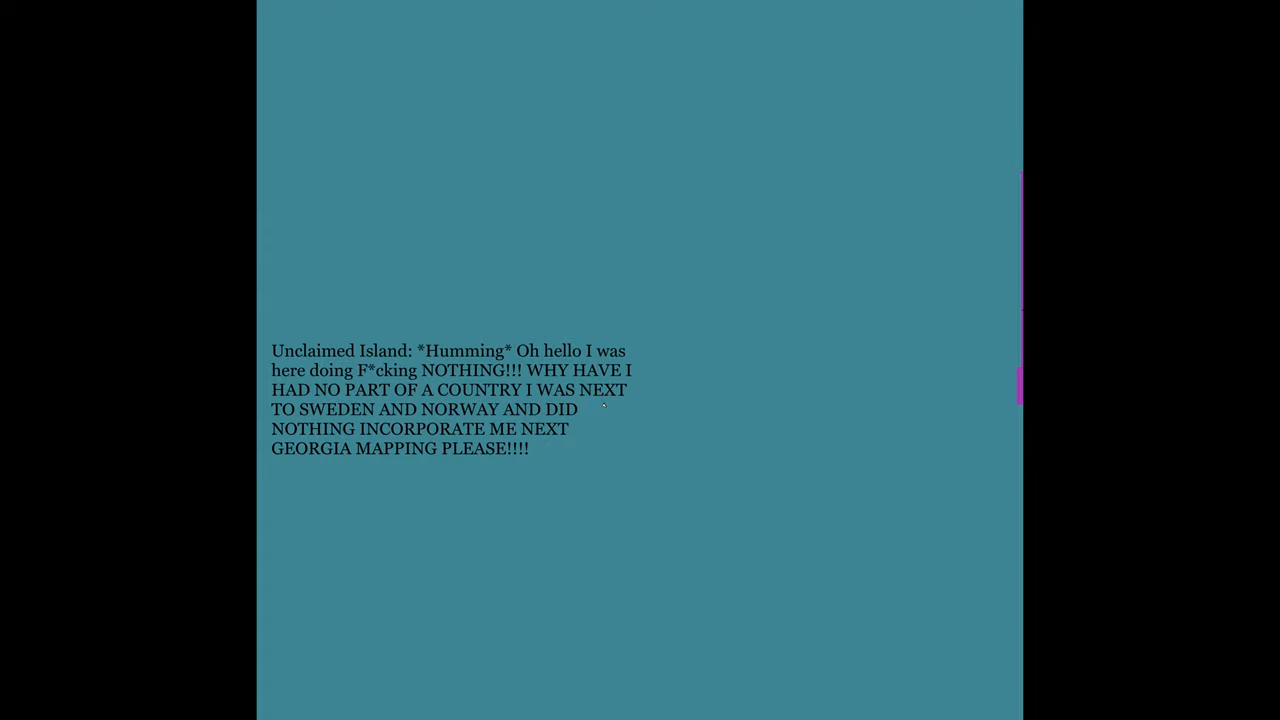 Unclaimed Island: *Humming* Oh hello I was
here doing F*cking NOTHING!!! WHY HAVE I
HAD NO PART OF A COUNTRY I WAS NEXT
TO SWEDEN AND NORWAY AND DID
NOTHING INCORPORATE ME NEXT
GEORGIA MAPPING PLEASE!!!!